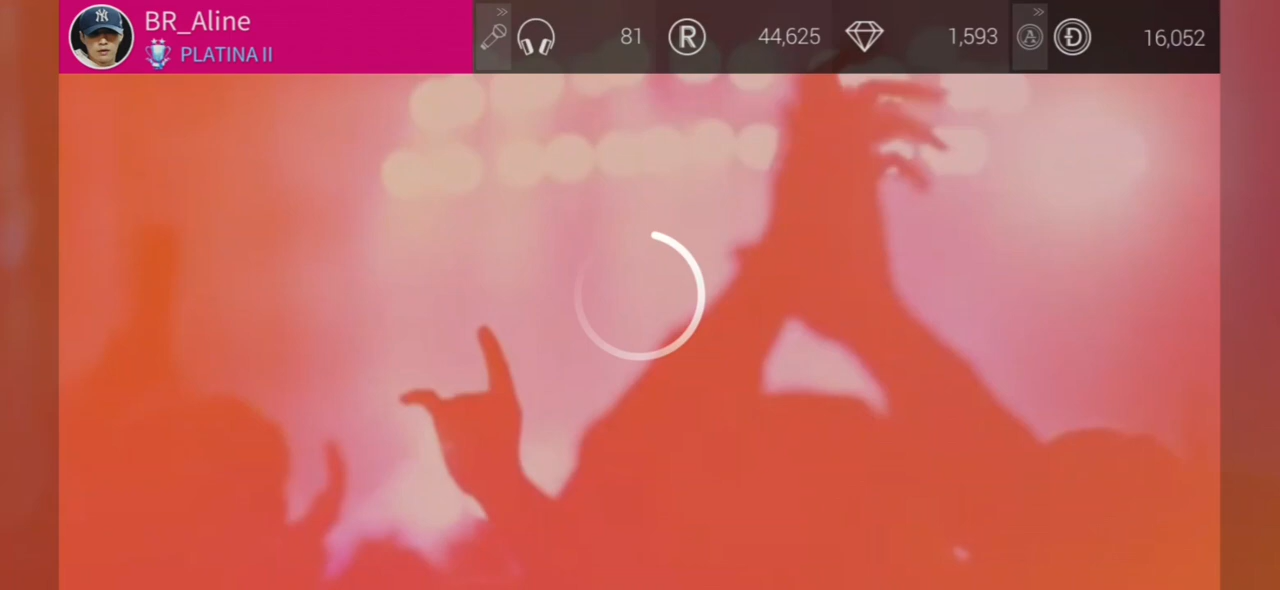 BR_Aline
PLATINA II
81
R
44,625
1,593
A
Đ
16,052